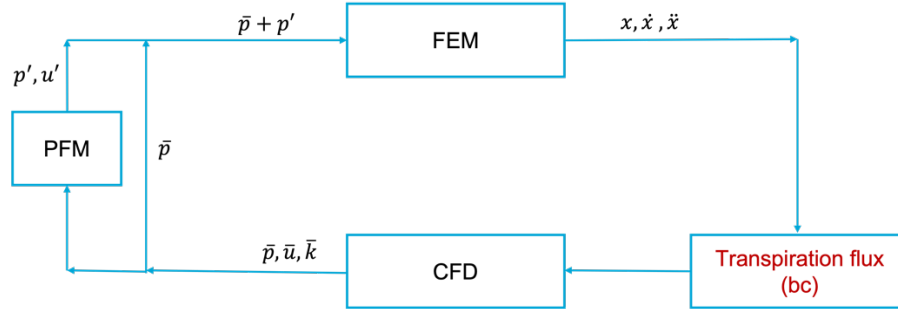 p̄ + p′
FEM
x, ẋ, ẍ
p′, u′
PFM
p̄
p̄, ū, k̄
CFD
Transpiration flux
(bc)